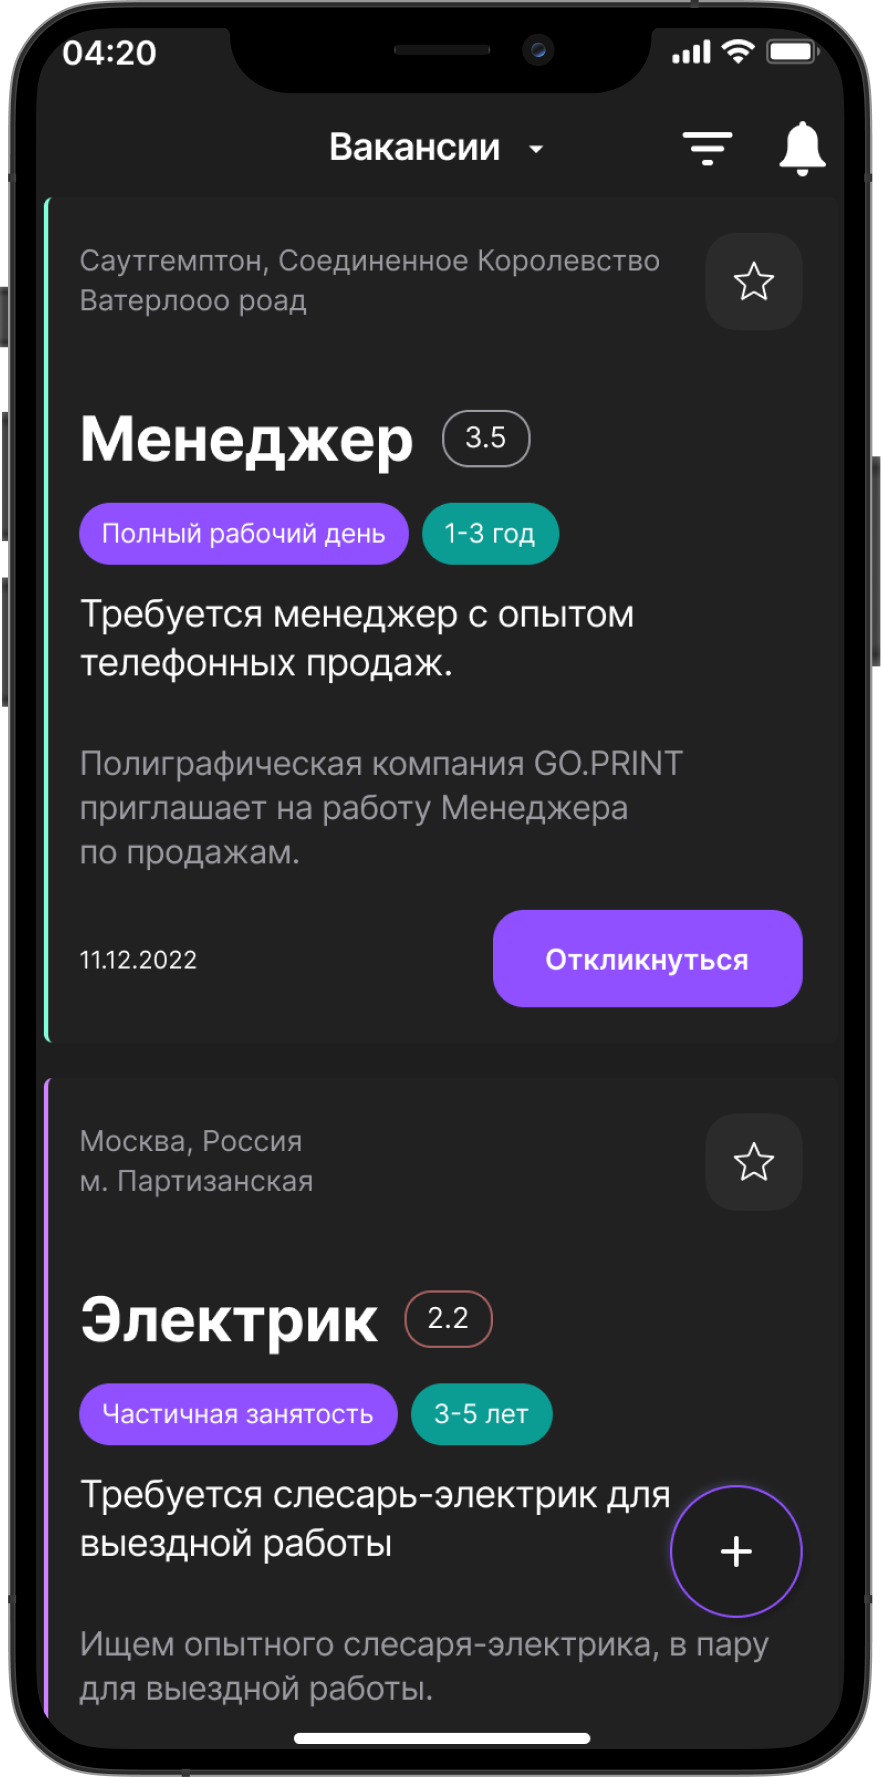 04:20
Вакансии
Саутгемптон, Соединенное Королевство
Ватерлооо роад
Менеджер 3.5
Полный рабочий день 1-3 год
Требуется менеджер с опытом
телефонных продаж.
Полиграфическая компания GO.PRINT
приглашает на работу Менеджера
по продажам.
11.12.2022 Откликнуться
Москва, Россия
м. Партизанская
Электрик 2.2
Частичная занятость 3-5 лет
Требуется слесарь-электрик для
выездной работы
Ищем опытного слесаря-электрика, в пару
для выездной работы.